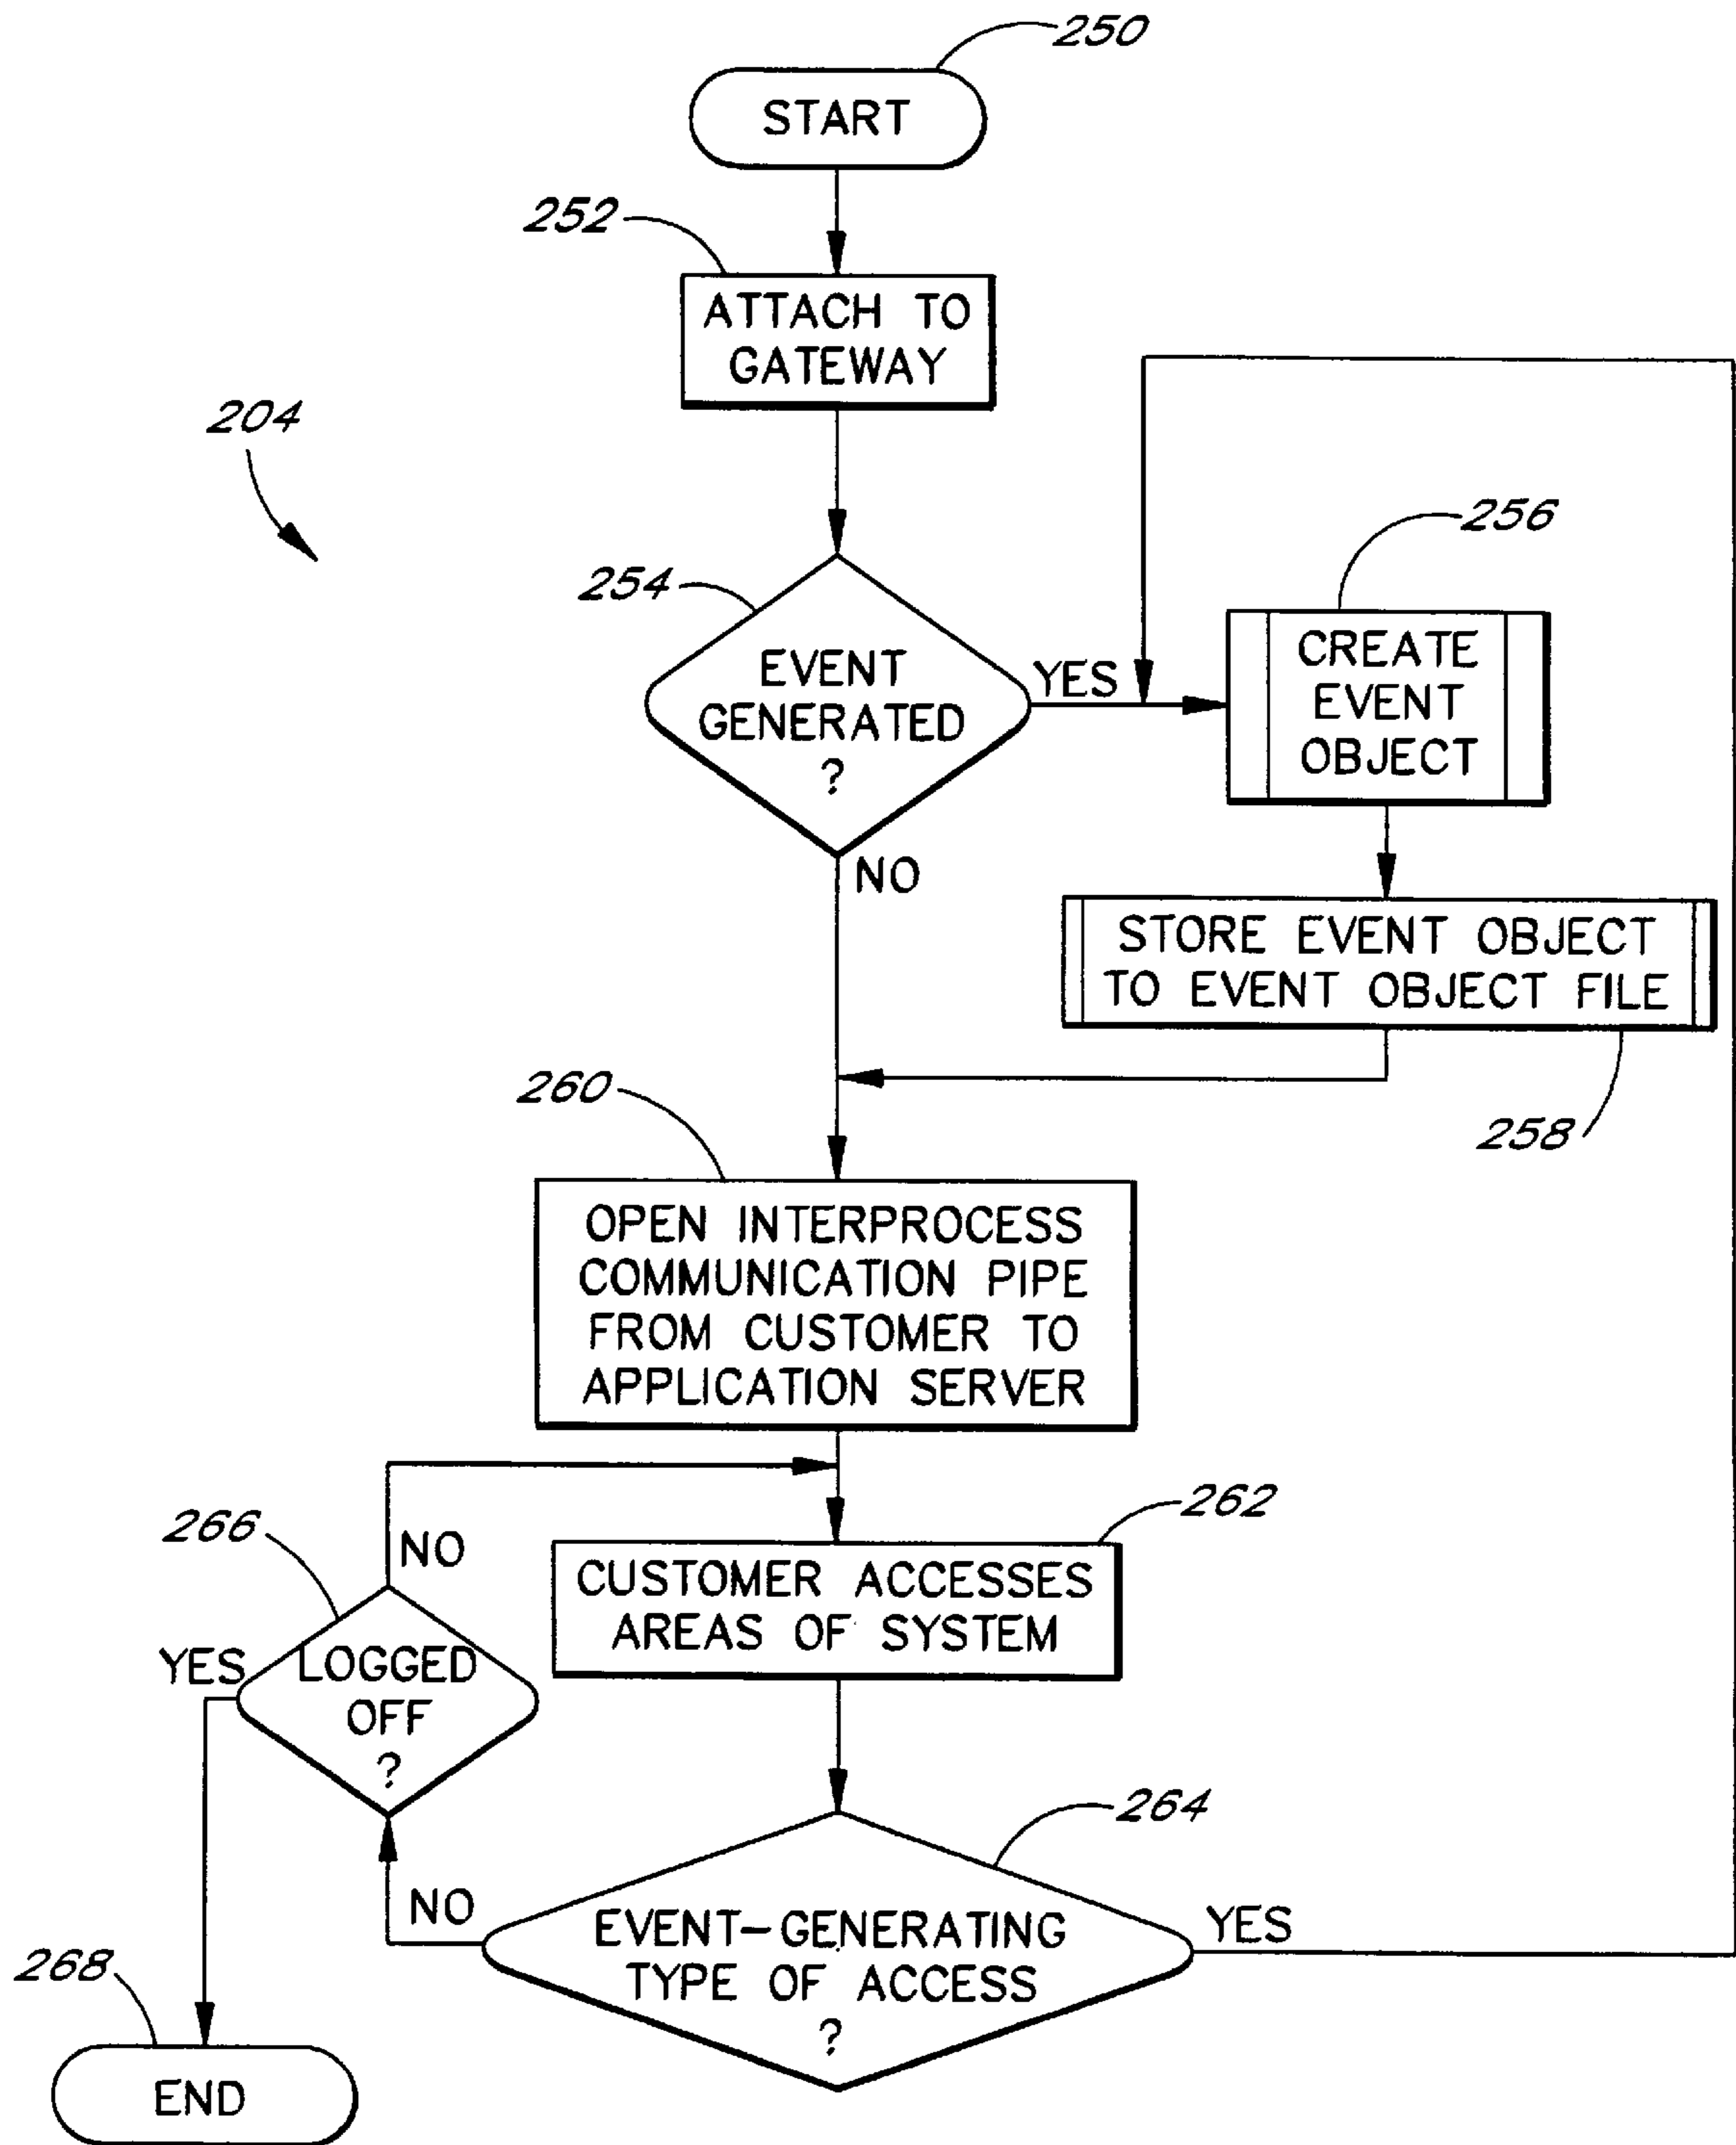 250
START
252
ATTACH TO
GATEWAY
204
254
EVENT
GENERATED
?
YES
NO
256
CREATE
EVENT
OBJECT
STORE EVENT OBJECT
TO EVENT OBJECT FILE
258
260
OPEN INTERPROCESS
COMMUNICATION PIPE
FROM CUSTOMER TO
APPLICATION SERVER
262
CUSTOMER ACCESSES
AREAS OF SYSTEM
266
NO
YES
LOGGED
OFF
?
264
NO
EVENT-GENERATING
TYPE OF ACCESS
?
YES
268
END